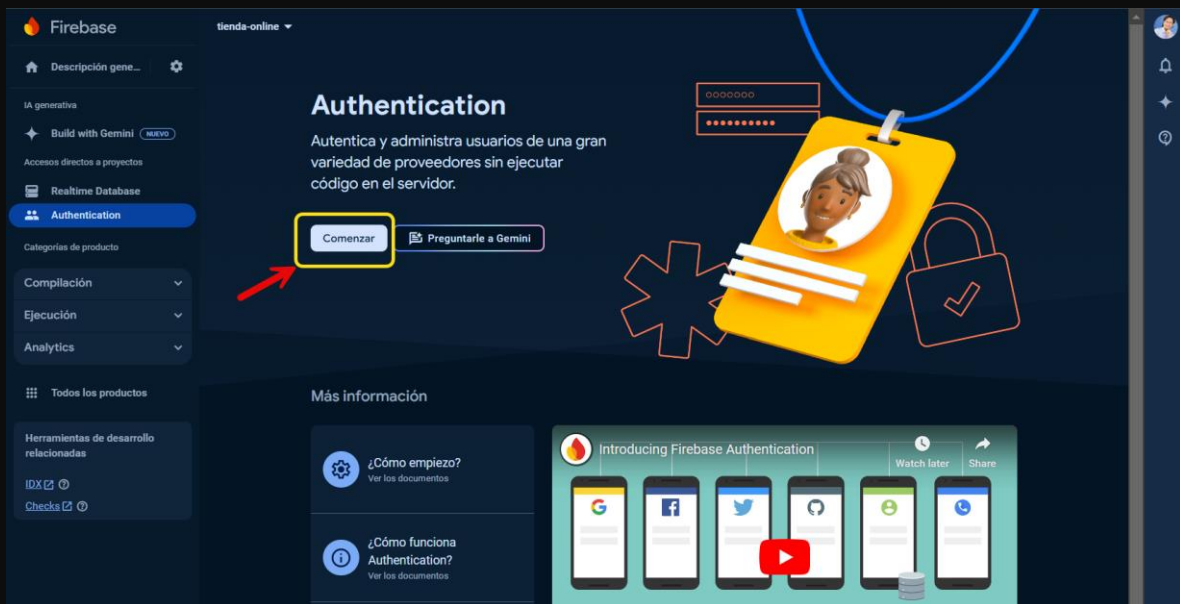 Firebase
tienda-online
Descripción gene...
IA generativa
Build with Gemini NUEVO
Accesos directos a proyectos
Realtime Database
Authentication
Categorías de producto
Compilación
Ejecución
Analytics
Todos los productos
Herramientas de desarrollo
relacionadas
IDX
Checks
Authentication
Autentica y administra usuarios de una gran
variedad de proveedores sin ejecutar
código en el servidor.
Comenzar
Preguntarle a Gemini
Más información
¿Cómo empiezo?
Ver los documentos
¿Cómo funciona
Authentication?
Ver los documentos
Introducing Firebase Authentication
Watch later
Share